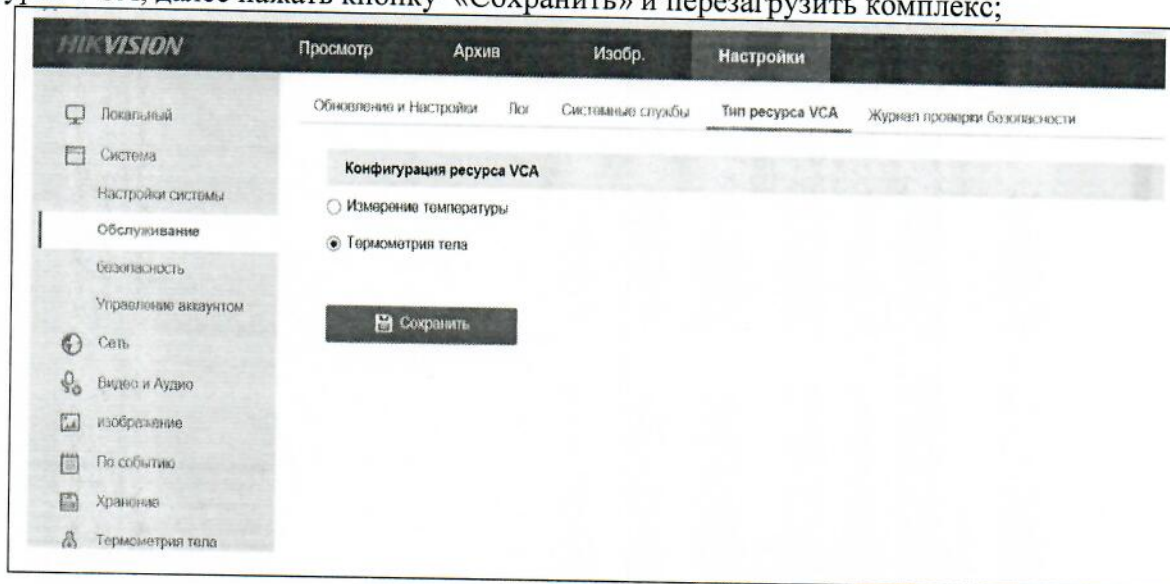 далее нажать кнопку «Сохранить» и перезагрузить комплекс;
HIKVISION
Просмотр Архив Изобр. Настройки
Обновление и Настройки Лог Системные службы Тип ресурса VCA Журнал проверки безопасности
Локальный
Система
Настройки системы
Обслуживание
безопасность
Управление аккаунтом
Сеть
Видео и Аудио
изображение
По событию
Хранение
Термометрия тела
Конфигурация ресурса VCA
Измерение температуры
Термометрия тела
Сохранить